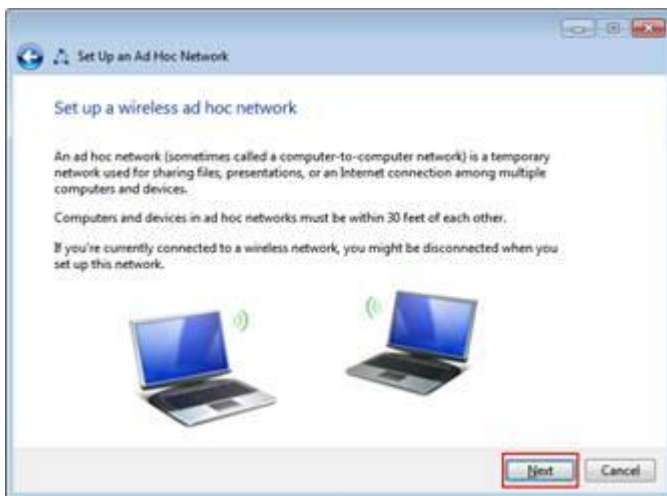 Set Up an Ad Hoc Network
Set up a wireless ad hoc network
An ad hoc network (sometimes called a computer-to-computer network) is a temporary
network used for sharing files, presentations, or an Internet connection among multiple
computers and devices.
Computers and devices in ad hoc networks must be within 30 feet of each other.
If you're currently connected to a wireless network, you might be disconnected when you
set up this network.
Next
Cancel